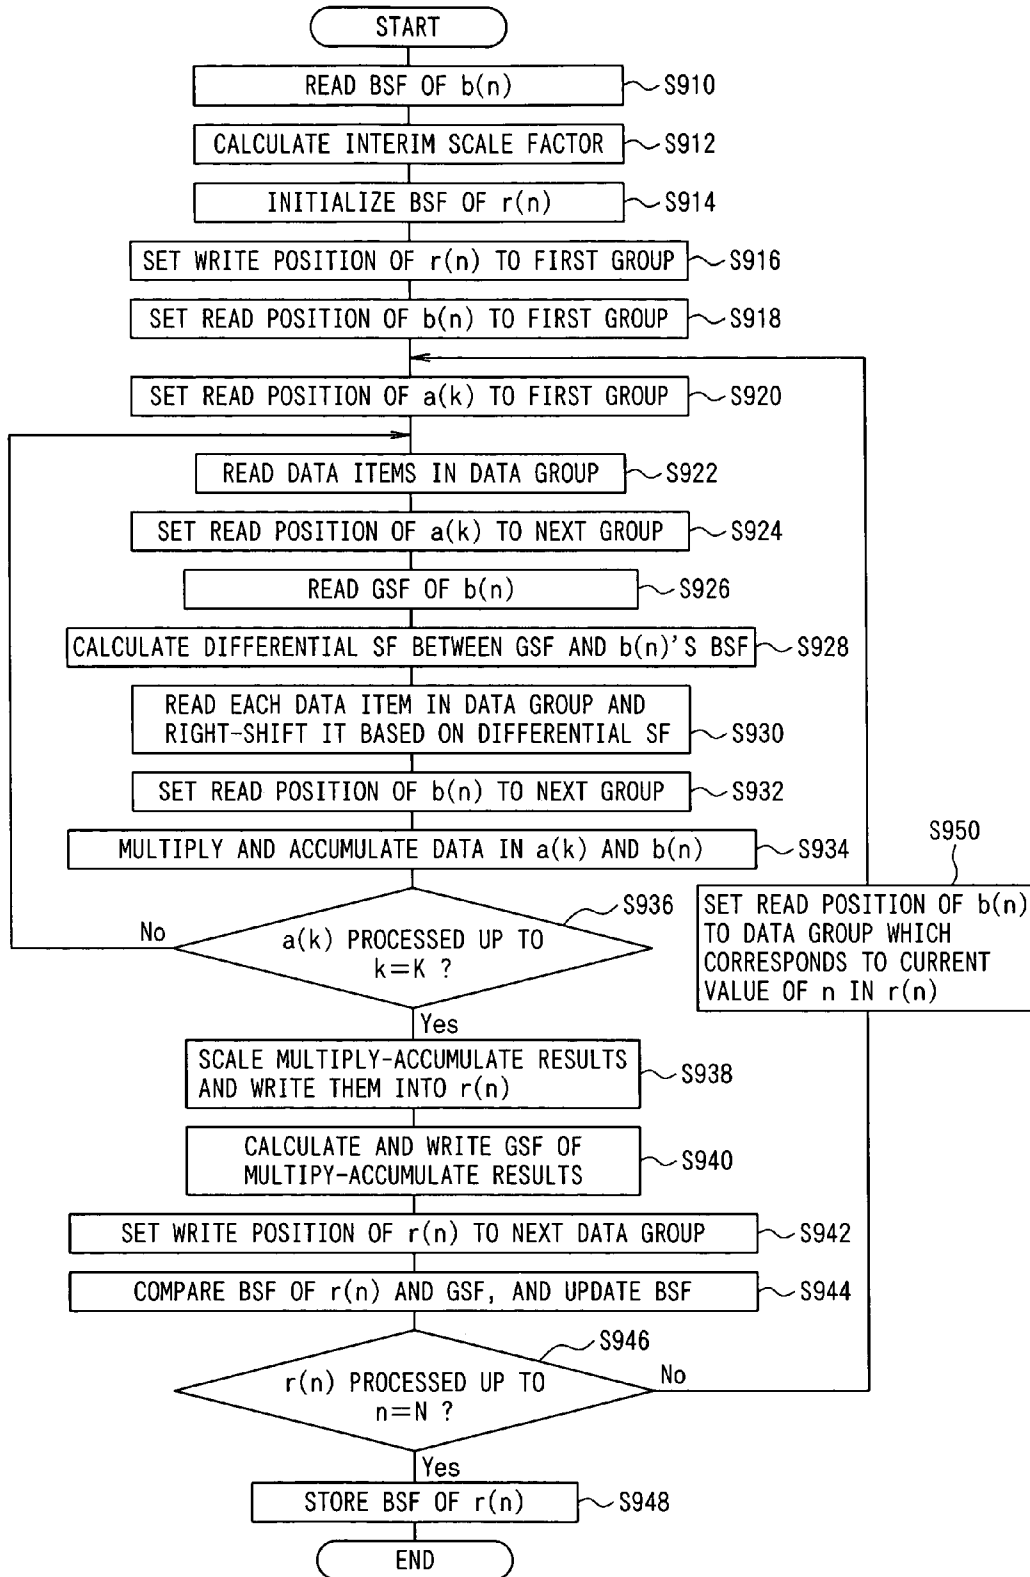 START
READ BSF OF b(n)
S910
CALCULATE INTERIM SCALE FACTOR
S912
INITIALIZE BSF OF r(n)
S914
SET WRITE POSITION OF r(n) TO FIRST GROUP
S916
SET READ POSITION OF b(n) TO FIRST GROUP
S918
SET READ POSITION OF a(k) TO FIRST GROUP
S920
READ DATA ITEMS IN DATA GROUP
S922
SET READ POSITION OF a(k) TO NEXT GROUP
S924
READ GSF OF b(n)
S926
CALCULATE DIFFERENTIAL SF BETWEEN GSF AND b(n)'S BSF
S928
READ EACH DATA ITEM IN DATA GROUP AND
RIGHT-SHIFT IT BASED ON DIFFERENTIAL SF
S930
SET READ POSITION OF b(n) TO NEXT GROUP
S932
MULTIPLY AND ACCUMULATE DATA IN a(k) AND b(n)
S934
a(k) PROCESSED UP TO
k=K ?
S936
No
Yes
SCALE MULTIPLY-ACCUMULATE RESULTS
AND WRITE THEM INTO r(n)
S938
CALCULATE AND WRITE GSF OF
MULTIPY-ACCUMULATE RESULTS
S940
SET WRITE POSITION OF r(n) TO NEXT DATA GROUP
S942
COMPARE BSF OF r(n) AND GSF, AND UPDATE BSF
S944
r(n) PROCESSED UP TO
n=N ?
S946
No
Yes
S950
SET READ POSITION OF b(n)
TO DATA GROUP WHICH
CORRESPONDS TO CURRENT
VALUE OF n IN r(n)
STORE BSF OF r(n)
S948
END